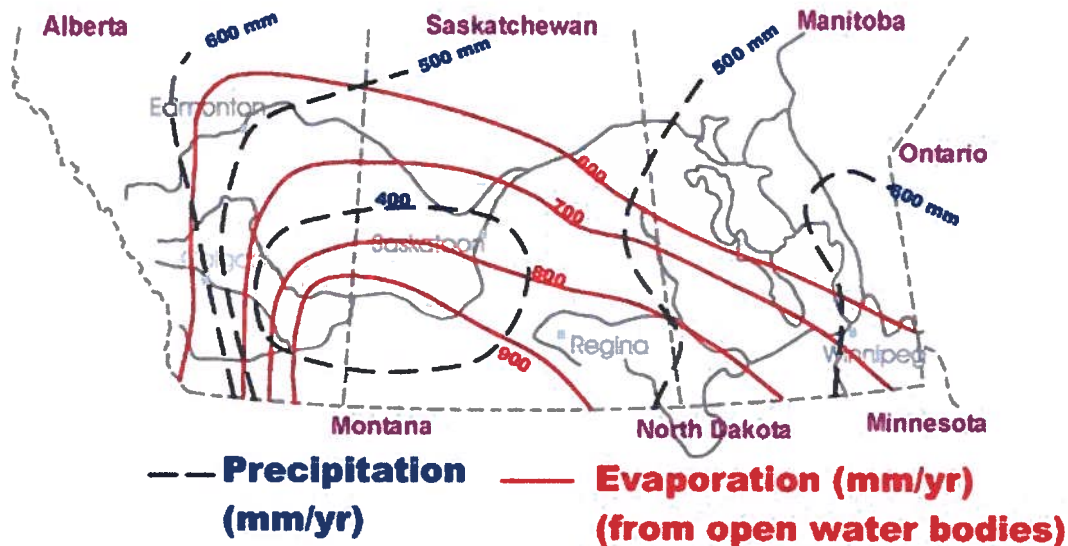 Alberta
Saskatchewan
Manitoba
600 mm
500 mm
500 mm
Edmonton
Ontario
600
600 mm
400
700
Saskatoon
800
Regina
Winnipeg
900
Montana
North Dakota
Minnesota
Precipitation
(mm/yr)
Evaporation (mm/yr)
(from open water bodies)